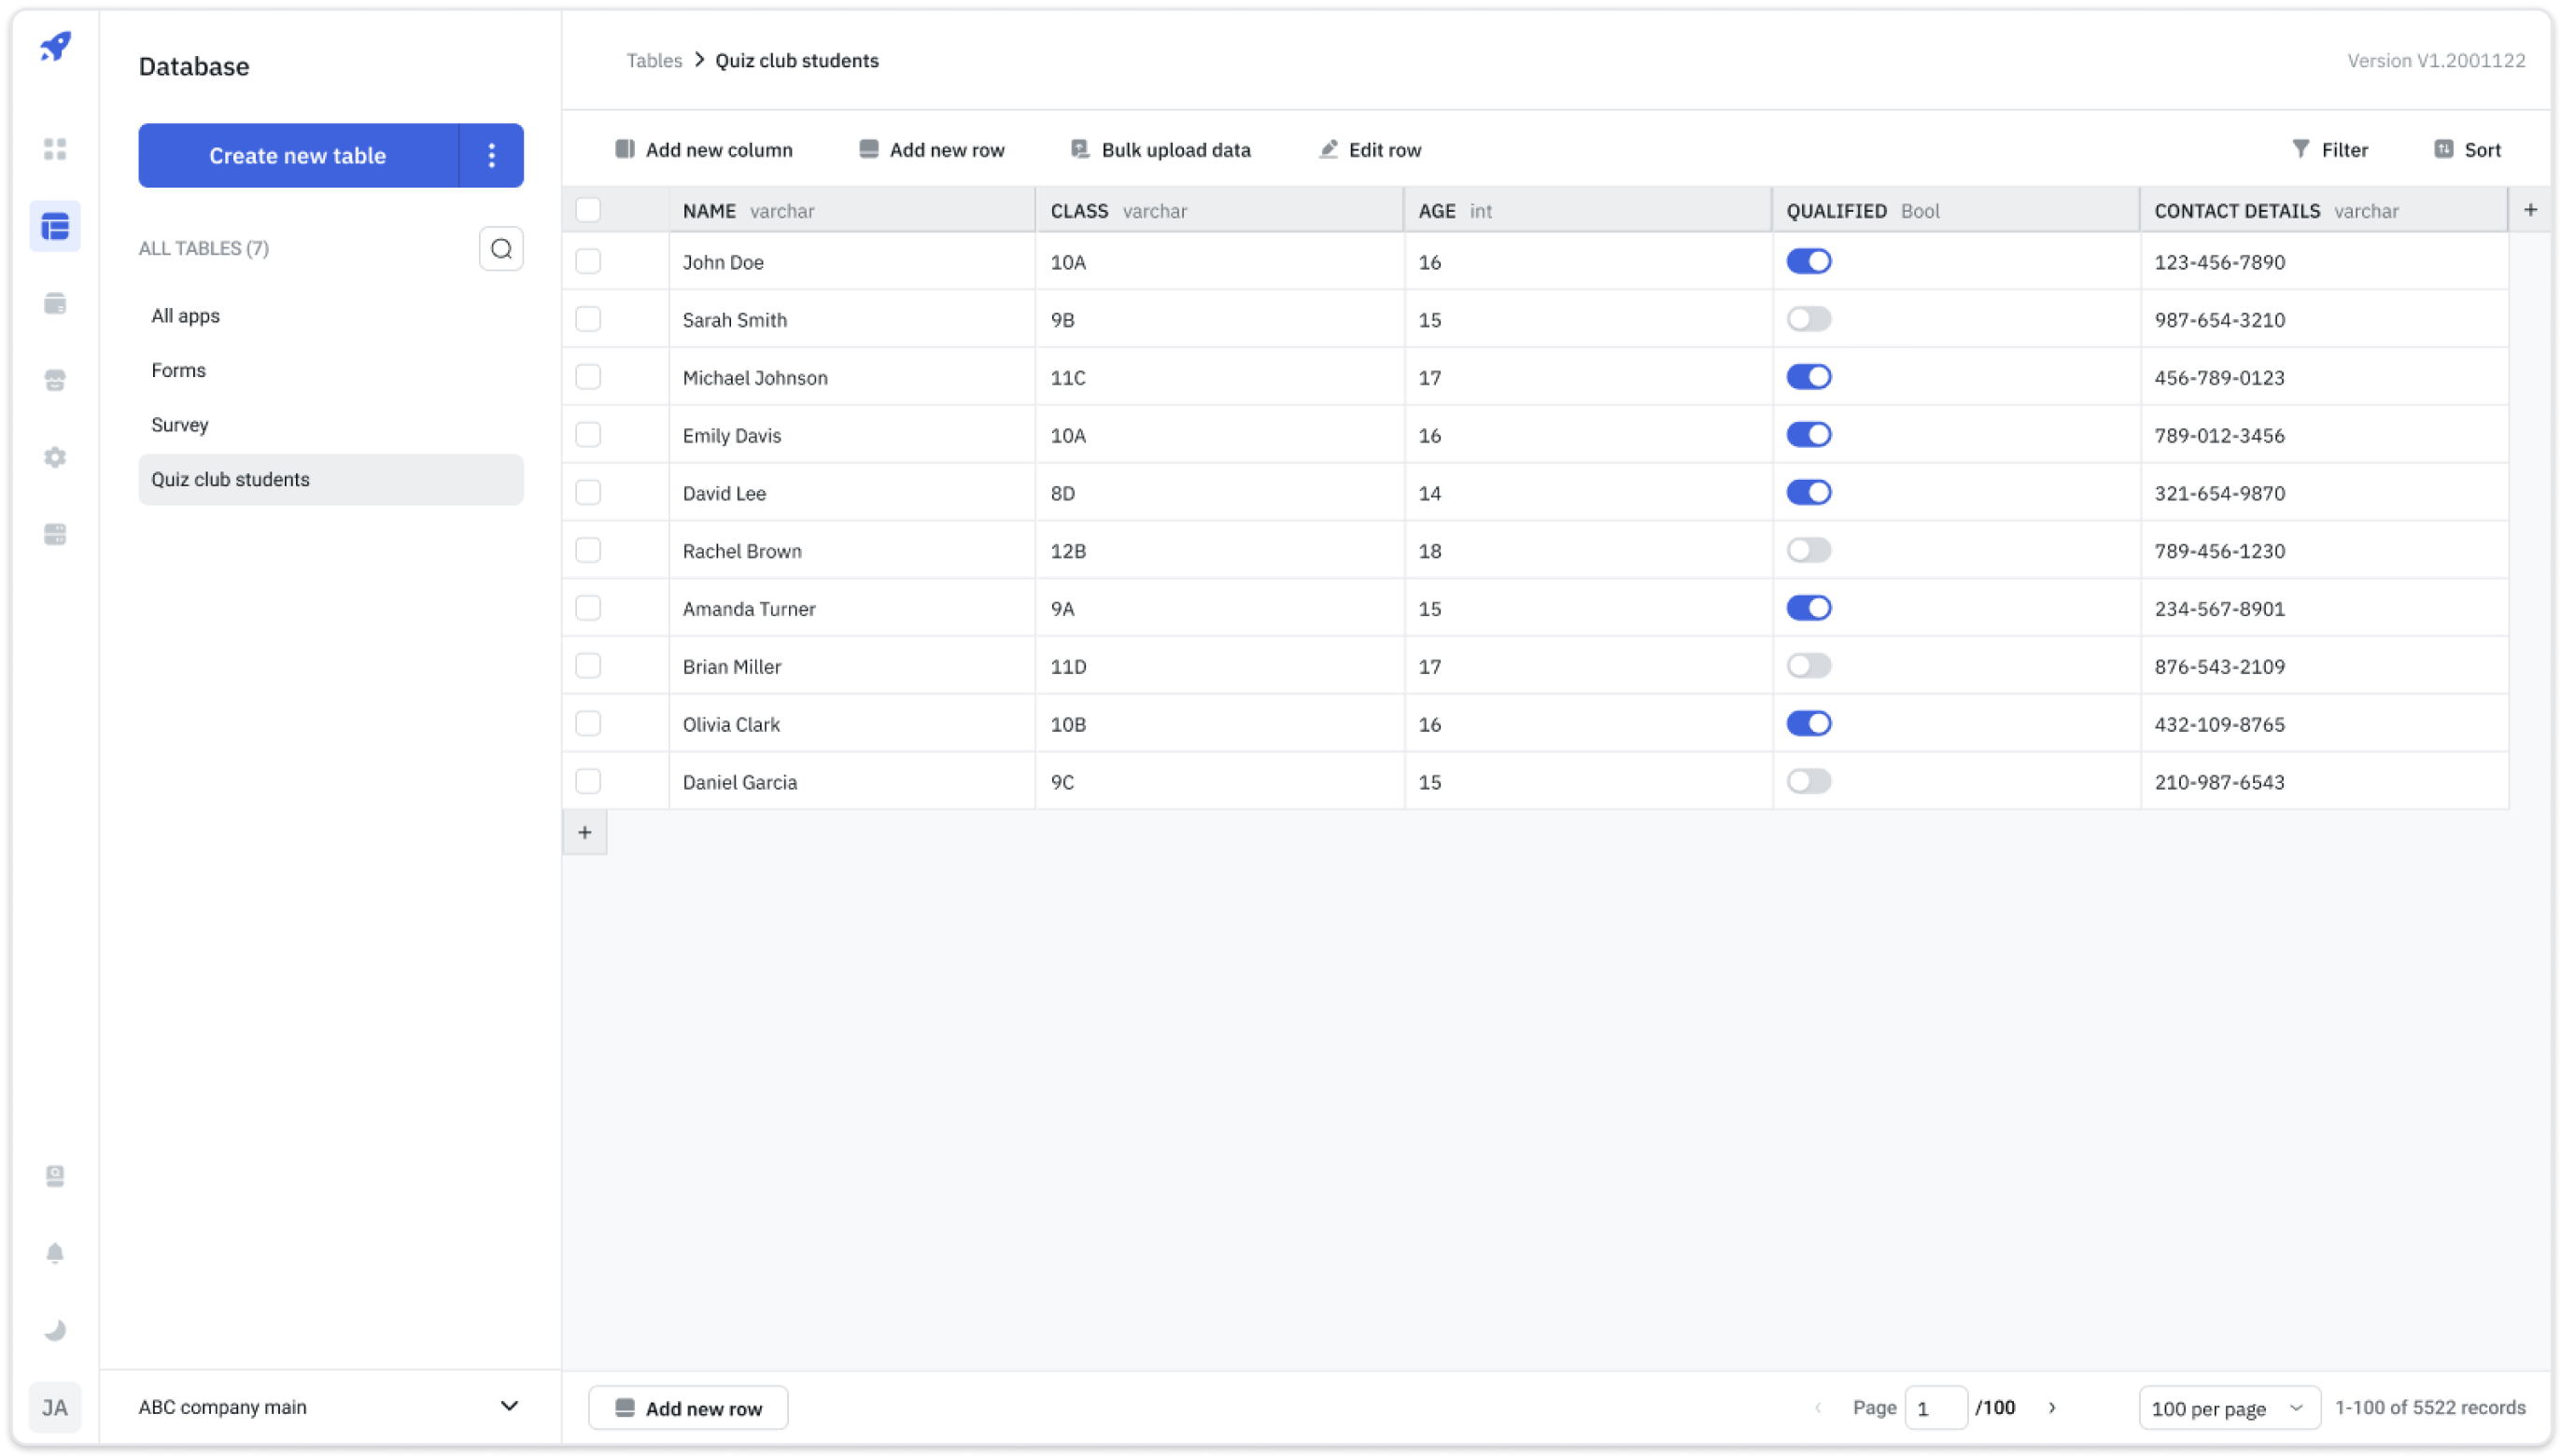 Database
Create new table
ALL TABLES (7)
All apps
Forms
Survey
Quiz club students
JA
ABC company main
Tables > Quiz club students
Version V1.2001122
Add new column Add new row Bulk upload data Edit row Filter Sort
NAME varchar CLASS varchar AGE int QUALIFIED Bool CONTACT DETAILS varchar +
John Doe 10A 16 123-456-7890
Sarah Smith 9B 15 987-654-3210
Michael Johnson 11C 17 456-789-0123
Emily Davis 10A 16 789-012-3456
David Lee 8D 14 321-654-9870
Rachel Brown 12B 18 789-456-1230
Amanda Turner 9A 15 234-567-8901
Brian Miller 11D 17 876-543-2109
Olivia Clark 10B 16 432-109-8765
Daniel Garcia 9C 15 210-987-6543
+
Add new row Page 1 /100 100 per page 1-100 of 5522 records